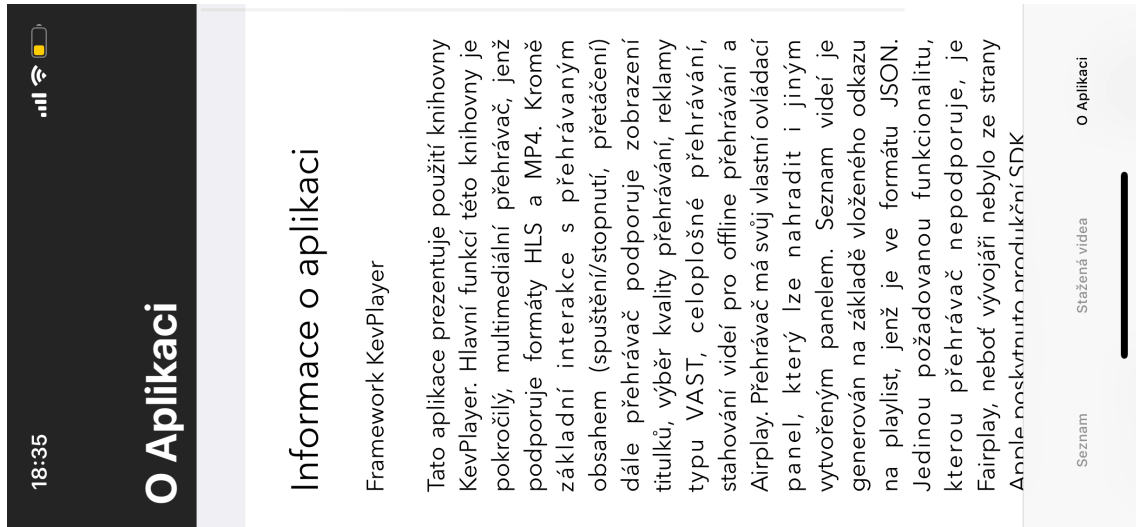 18:35
O Aplikaci
Informace o aplikaci
Framework KevPlayer
Tato aplikace prezentuje použití knihovny
KevPlayer. Hlavní funkcí této knihovny je
pokročilý, multimediální přehrávač, jenž
podporuje formáty HLS a MP4. Kromě
základní interakce s přehrávaným
obsahem (spuštění/stopnutí, přetáčení)
dále přehrávač podporuje zobrazení
titulků, výběr kvality přehrávání, reklamy
typu VAST, celoplošné přehrávání,
stahování videí pro offline přehrávání a
Airplay. Přehrávač má svůj vlastní ovládací
panel, který lze nahradit i jiným
vytvořeným panelem. Seznam videí je
generován na základě vloženého odkazu
na playlist, jenž je ve formátu JSON.
Jedinou požadovanou funkcionalitu,
kterou přehrávač nepodporuje, je
Fairplay, neboť vývojáři nebylo ze strany
Apple poskytnuto produkční SDK
Seznam
Stažená videa
O Aplikaci